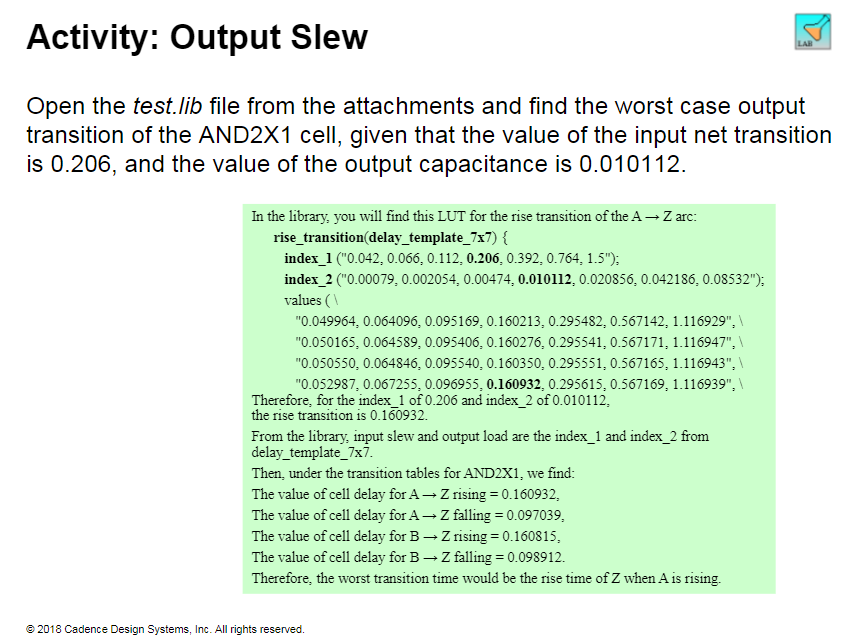 Activity: Output Slew
LAB
Open the test.lib file from the attachments and find the worst case output
transition of the AND2X1 cell, given that the value of the input net transition
is 0.206, and the value of the output capacitance is 0.010112.
In the library, you will find this LUT for the rise transition of the A → Z arc:
rise_transition(delay_template_7x7) {
index_1 ("0.042, 0.066, 0.112, 0.206, 0.392, 0.764, 1.5");
index_2 ("0.00079, 0.002054, 0.00474, 0.010112, 0.020856, 0.042186, 0.08532");
values ( \
"0.049964, 0.064096, 0.095169, 0.160213, 0.295482, 0.567142, 1.116929", \
"0.050165, 0.064589, 0.095406, 0.160276, 0.295541, 0.567171, 1.116947", \
"0.050550, 0.064846, 0.095540, 0.160350, 0.295551, 0.567165, 1.116943", \
"0.052987, 0.067255, 0.096955, 0.160932, 0.295615, 0.567169, 1.116939", \
Therefore, for the index_1 of 0.206 and index_2 of 0.010112,
the rise transition is 0.160932.
From the library, input slew and output load are the index_1 and index_2 from
delay_template_7x7.
Then, under the transition tables for AND2X1, we find:
The value of cell delay for A → Z rising = 0.160932,
The value of cell delay for A → Z falling = 0.097039,
The value of cell delay for B → Z rising = 0.160815,
The value of cell delay for B → Z falling = 0.098912.
Therefore, the worst transition time would be the rise time of Z when A is rising.
© 2018 Cadence Design Systems, Inc. All rights reserved.